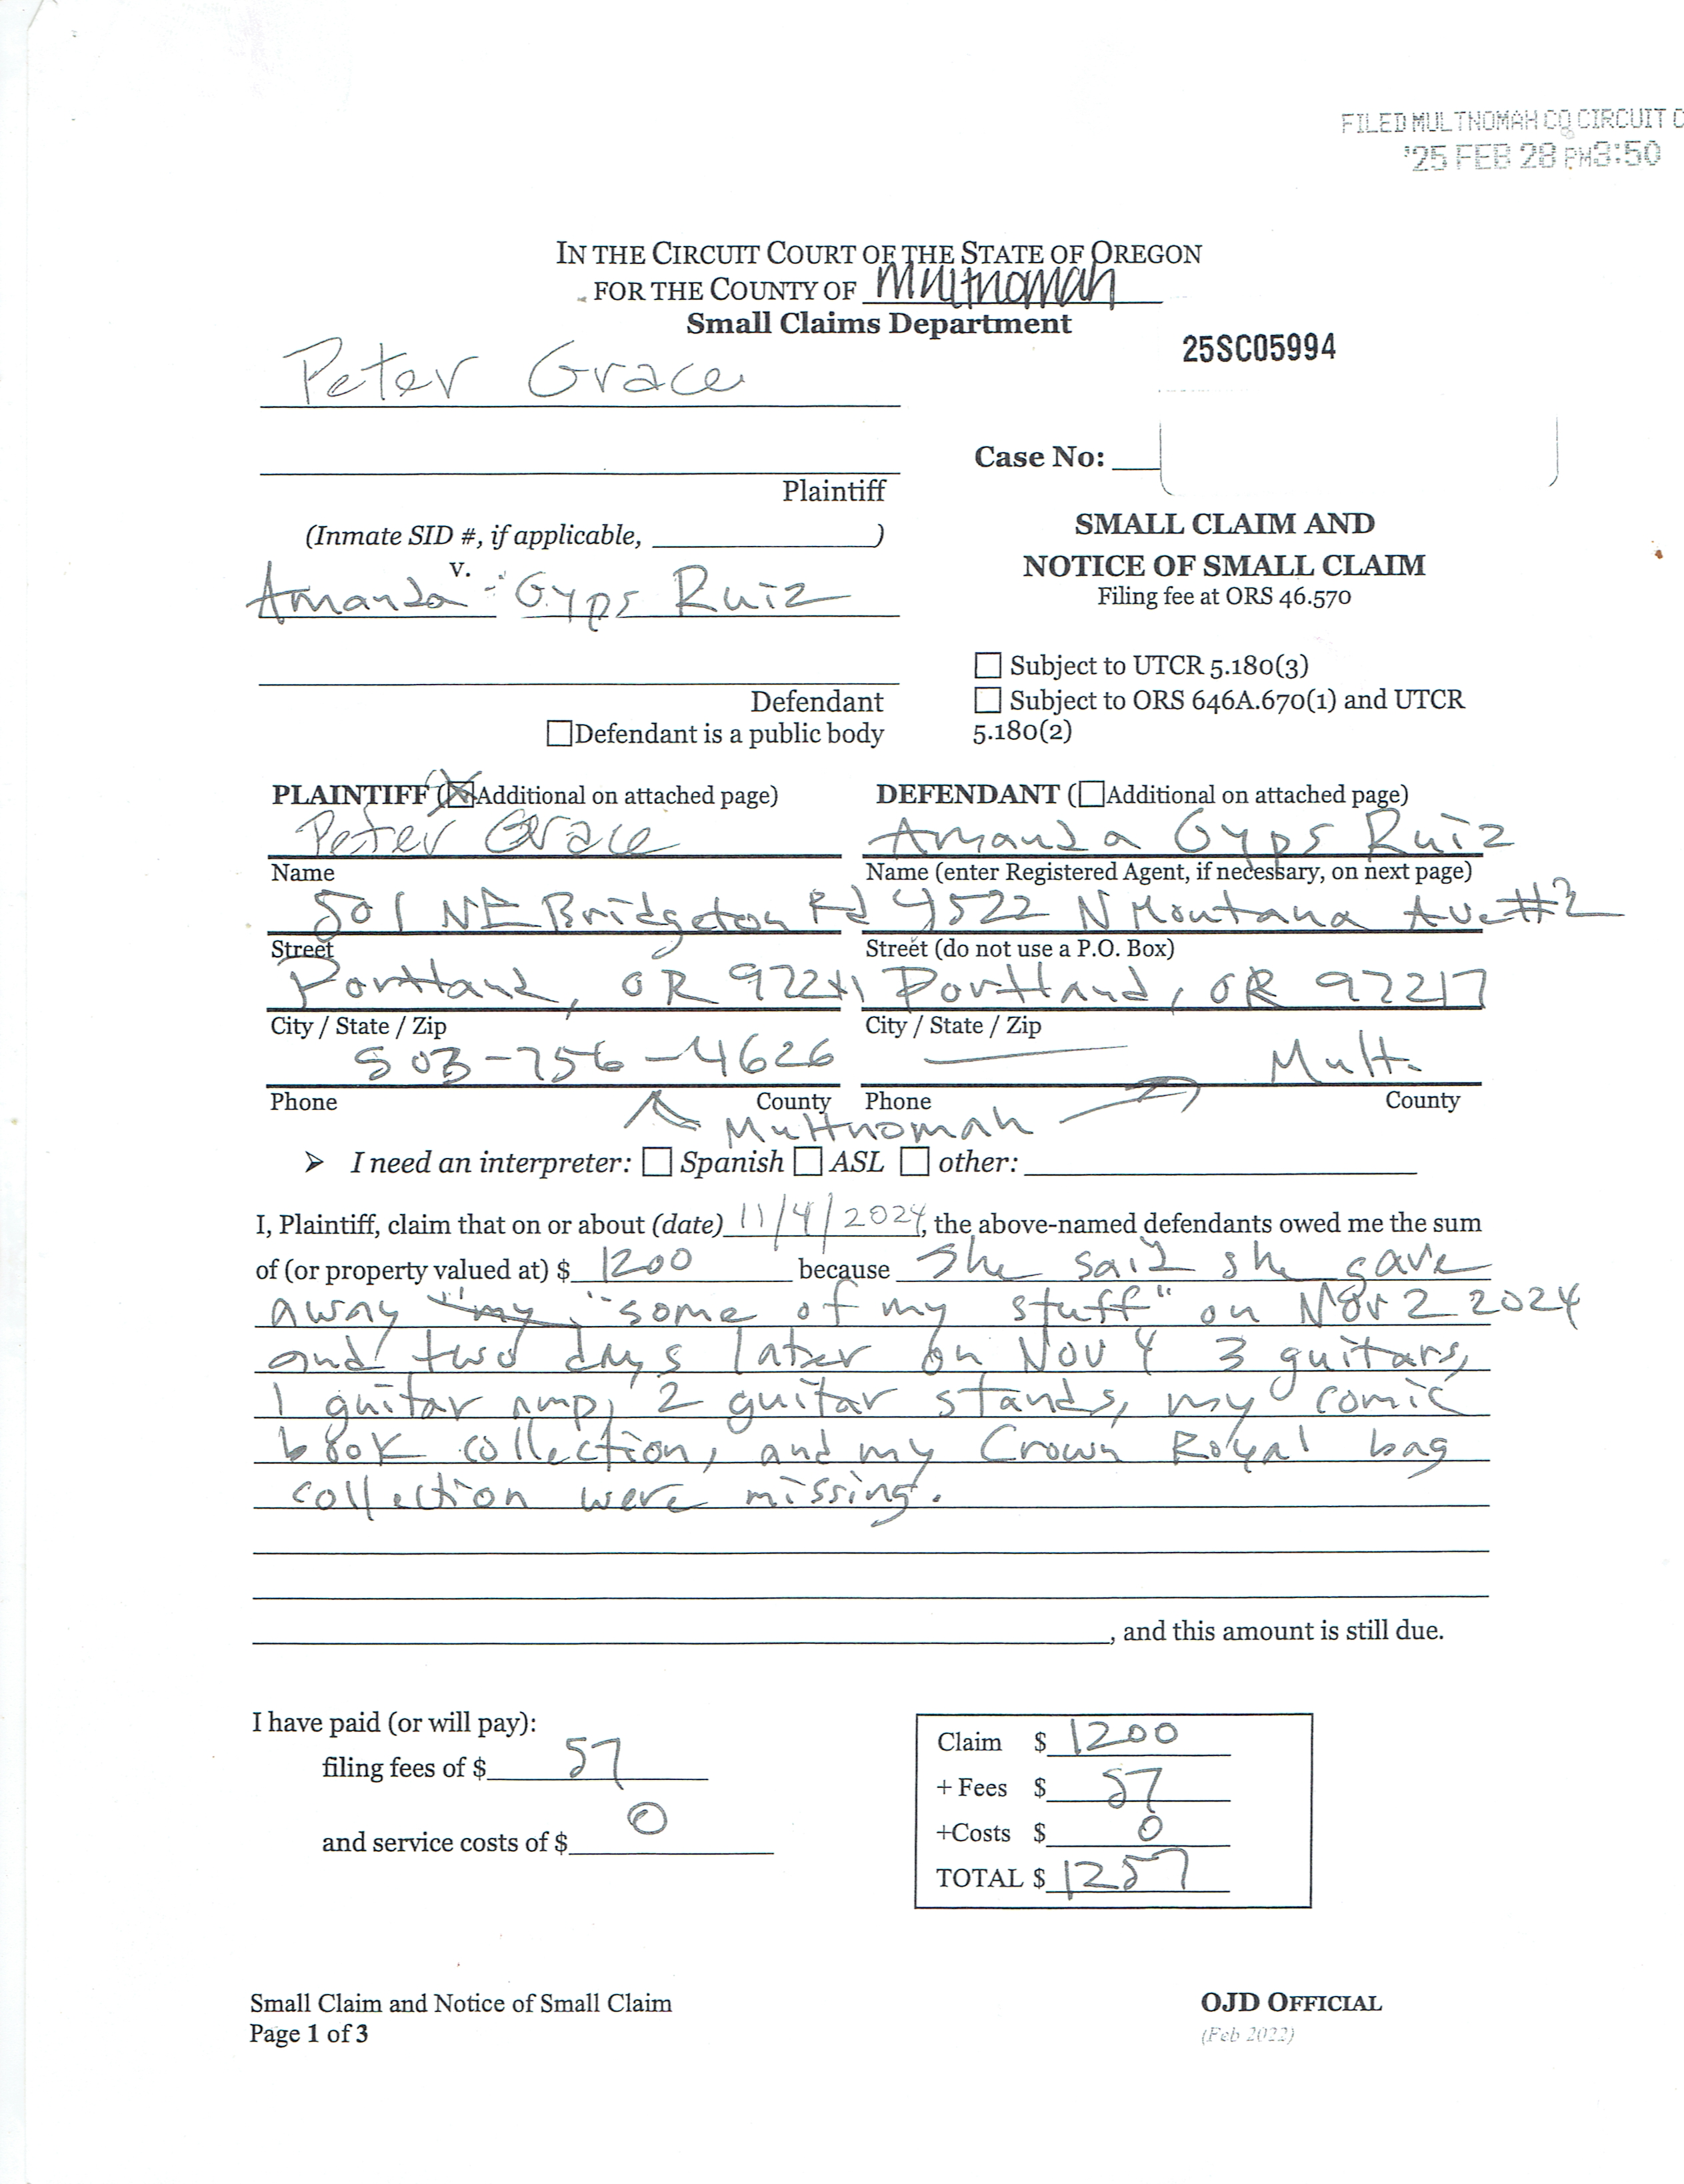 FILED MULTNOMAH CO CIRCUIT C
'25 FEB 28 PM3:50
IN THE CIRCUIT COURT OF THE STATE OF OREGON
FOR THE COUNTY OF Multnomah
Small Claims Department
25SC05994
Peter Grace
Case No:
Plaintiff
(Inmate SID #, if applicable, )
v.
Amanda Gyps Ruiz
SMALL CLAIM AND
NOTICE OF SMALL CLAIM
Filing fee at ORS 46.570
☐ Subject to UTCR 5.180(3)
☐ Subject to ORS 646A.670(1) and UTCR
5.180(2)
Defendant
☐ Defendant is a public body
PLAINTIFF (☒ Additional on attached page) DEFENDANT (☐ Additional on attached page)
Peter Grace Amanda Gyps Ruiz
Name Name (enter Registered Agent, if necessary, on next page)
501 NE Bridgeton Rd 4522 N Montana Ave #2
Street Street (do not use a P.O. Box)
Portland, OR 97211 Portland, OR 97217
City / State / Zip City / State / Zip
503-756-4626 Mult.
Phone County Phone County
Multnomah
➢ I need an interpreter: ☐ Spanish ☐ ASL ☐ other:
I, Plaintiff, claim that on or about (date) 11/4/2024, the above-named defendants owed me the sum
of (or property valued at) $ 1200 because She said she gave
away "my "some of my stuff" on Nov 2 2024
and two days later on Nov 4 3 guitars,
1 guitar amp, 2 guitar stands, my comic
book collection, and my Crown Royal bag
collection were missing.
, and this amount is still due.
I have paid (or will pay):
filing fees of $ 57
and service costs of $ 0
Claim $ 1200
+ Fees $ 57
+Costs $ 0
TOTAL $ 1257
Small Claim and Notice of Small Claim
Page 1 of 3
OJD OFFICIAL
(Feb 2022)